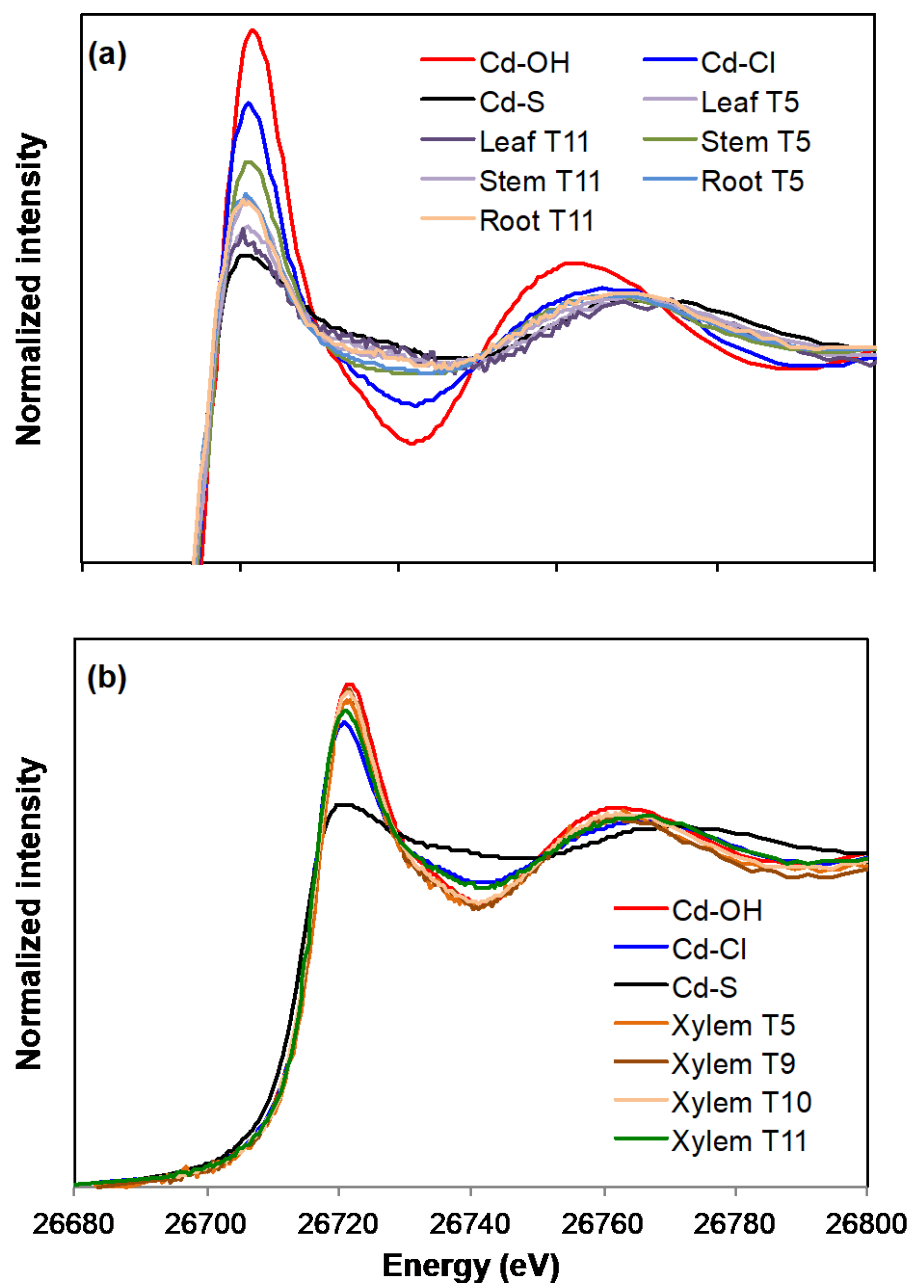 (a)
Cd-OH Cd-Cl
Cd-S Leaf T5
Leaf T11 Stem T5
Stem T11 Root T5
Root T11
Normalized intensity
(b)
Cd-OH
Cd-Cl
Cd-S
Xylem T5
Xylem T9
Xylem T10
Xylem T11
Normalized intensity
26680 26700 26720 26740 26760 26780 26800
Energy (eV)